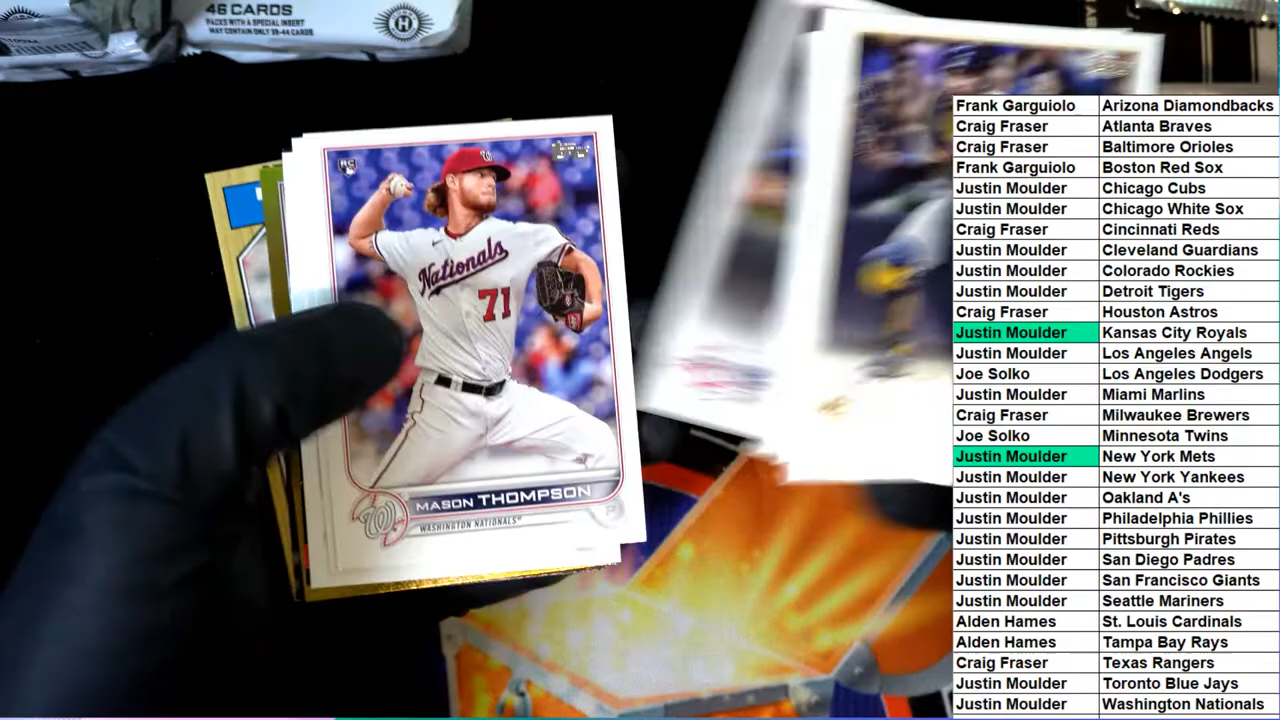 46 CARDS
PACKS WITH A SPECIAL INSERT
MAY CONTAIN ONLY 39-44 CARDS
H
RC
Nationals
71
MASON THOMPSON
WASHINGTON NATIONALS
Frank Garguiolo Arizona Diamondbacks
Craig Fraser Atlanta Braves
Craig Fraser Baltimore Orioles
Frank Garguiolo Boston Red Sox
Justin Moulder Chicago Cubs
Justin Moulder Chicago White Sox
Craig Fraser Cincinnati Reds
Justin Moulder Cleveland Guardians
Justin Moulder Colorado Rockies
Justin Moulder Detroit Tigers
Craig Fraser Houston Astros
Justin Moulder Kansas City Royals
Justin Moulder Los Angeles Angels
Joe Solko Los Angeles Dodgers
Justin Moulder Miami Marlins
Craig Fraser Milwaukee Brewers
Joe Solko Minnesota Twins
Justin Moulder New York Mets
Justin Moulder New York Yankees
Justin Moulder Oakland A's
Justin Moulder Philadelphia Phillies
Justin Moulder Pittsburgh Pirates
Justin Moulder San Diego Padres
Justin Moulder San Francisco Giants
Justin Moulder Seattle Mariners
Alden Hames St. Louis Cardinals
Alden Hames Tampa Bay Rays
Craig Fraser Texas Rangers
Justin Moulder Toronto Blue Jays
Justin Moulder Washington Nationals